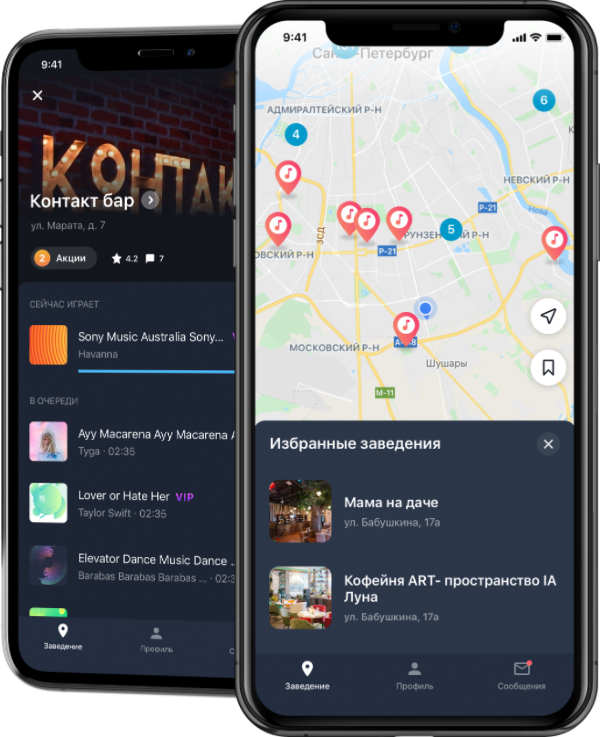 9:41
КОНТАК
Контакт бар
ул. Марата, д. 7
2 Акции 4.2 7
СЕЙЧАС ИГРАЕТ
Sony Music Australia Sony...
Havanna
В ОЧЕРЕДИ
Ayy Macarena Ayy Macarena
Tyga · 02:35
Lover or Hate Her VIP
Taylor Swift · 02:35
Elevator Dance Music Dance ..
Barabas Barabas Barabas ... · 02:3
Заведение
Профиль
9:41
Санкт-Петербург
6
АДМИРАЛТЕЙСКИЙ Р-Н
4
НЕВСКИЙ Р-Н
Р-21
Нева
5
РУНЗЕН Й Р-Н
ЗСД
Р-21
ОВСКИЙ Р-Н
МОСКОВСКИЙ Р-Н
Шушары
М-11
Избранные заведения
Мама на даче
ул. Бабушкина, 17а
Кофейня ART- пространство IA
Луна
ул. Бабушкина, 17а
Заведение
Профиль
Сообщения